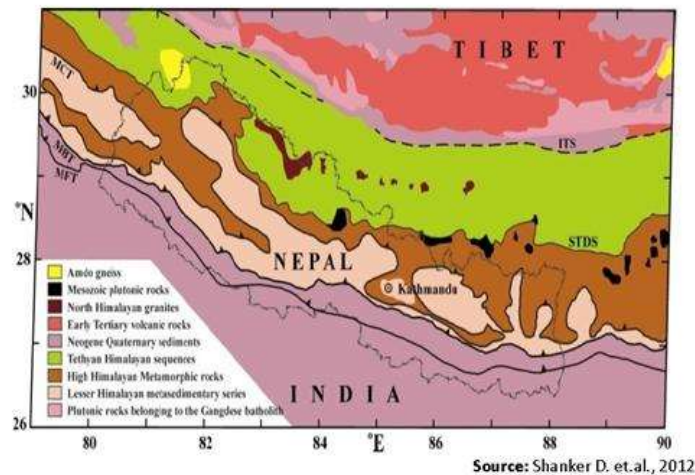 TIBET
MCT
30
ITS
MBT
MFT
°N
STDS
28
NEPAL
Kathmandu
Amdo gneiss
Mesozoic plutonic rocks
North Himalayan granites
Early Tertiary volcanic rocks
Neogene Quaternary sediments
Tethyan Himalayan sequences
High Himalayan Metamorphic rocks
Lesser Himalayan metasedimentary series
Plutonic rocks belonging to the Gangdese batholith
INDIA
26
80 82 84 °E 86 88 90
Source: Shanker D. et.al., 2012